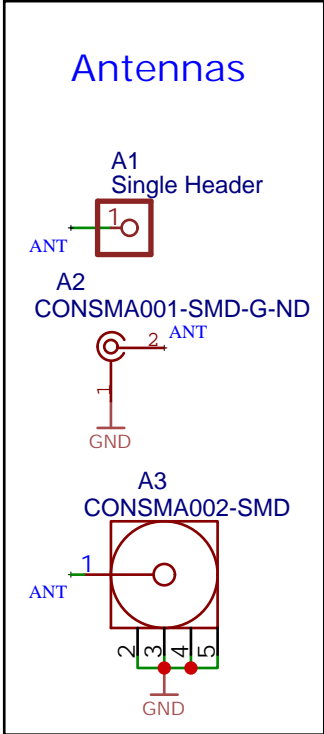 Antennas
A1
Single Header
1
ANT
A2
CONSMA001-SMD-G-ND
2
ANT
1
GND
A3
CONSMA002-SMD
1
ANT
2
3
4
5
GND